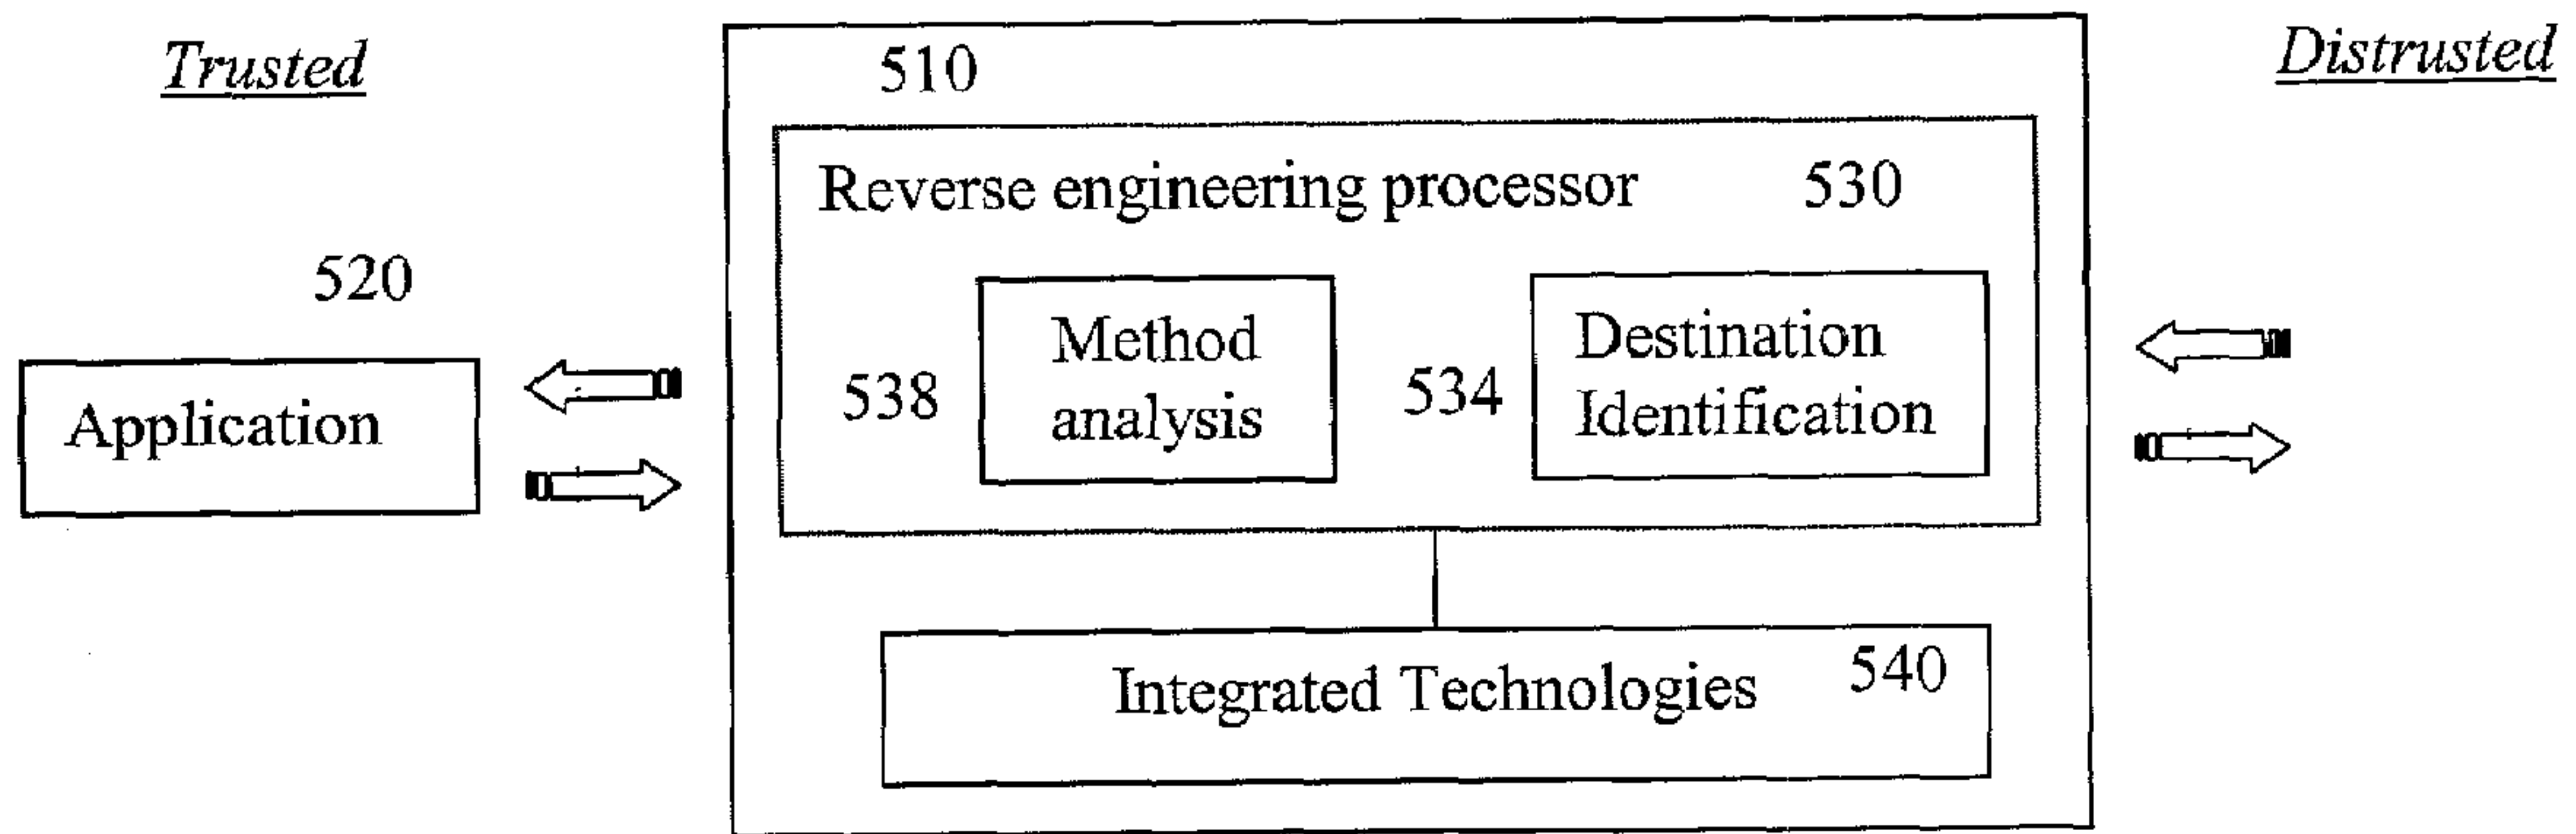 Trusted
510
Distrusted
Reverse engineering processor 530
520
Application
538
Method
analysis
534
Destination
Identification
Integrated Technologies 540